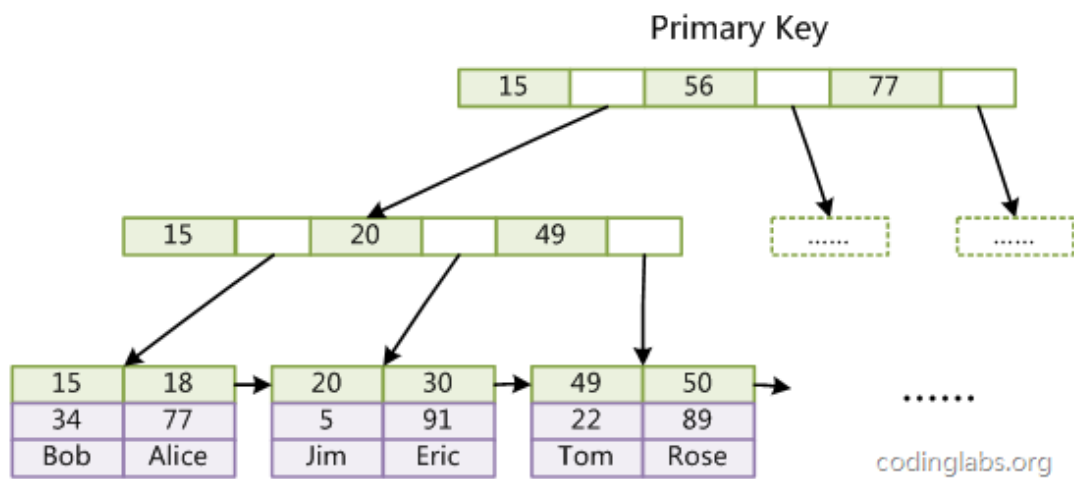 Primary Key
15 56 77
15 20 49
...... ......
15 18 20 30 49 50
34 77 5 91 22 89
......
Bob Alice Jim Eric Tom Rose
codinglabs.org